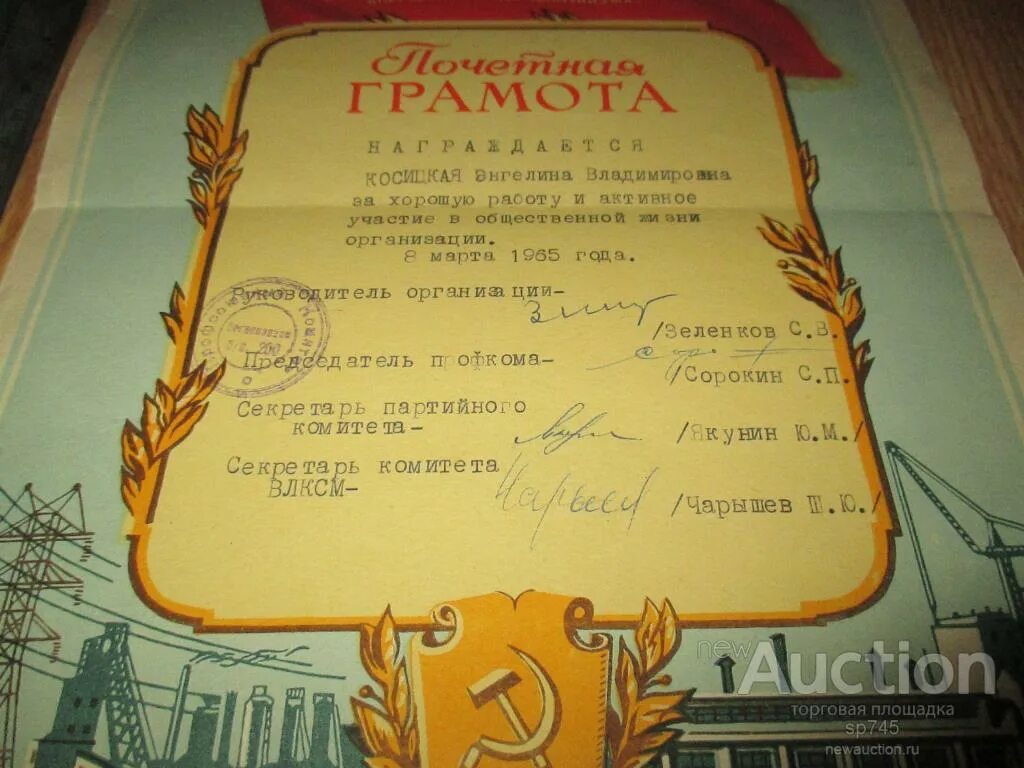 Почетная
ГРАМОТА
НАГРАЖДАЕТСЯ
КОСИЦКАЯ Энгелина Владимировна
за хорошую работу и активное
участие в общественной жизни
организации.
8 марта 1965 года.
Руководитель организации-
/Зеленков С.В.
Председатель профкома-
/Сорокин С.П.
Секретарь партийного
комитета-
/Якунин Ю.М./
Секретарь комитета
ВЛКСМ-
/Чарышев Ш.Ю./
newAuction
торговая площадка
sp745
newauction.ru